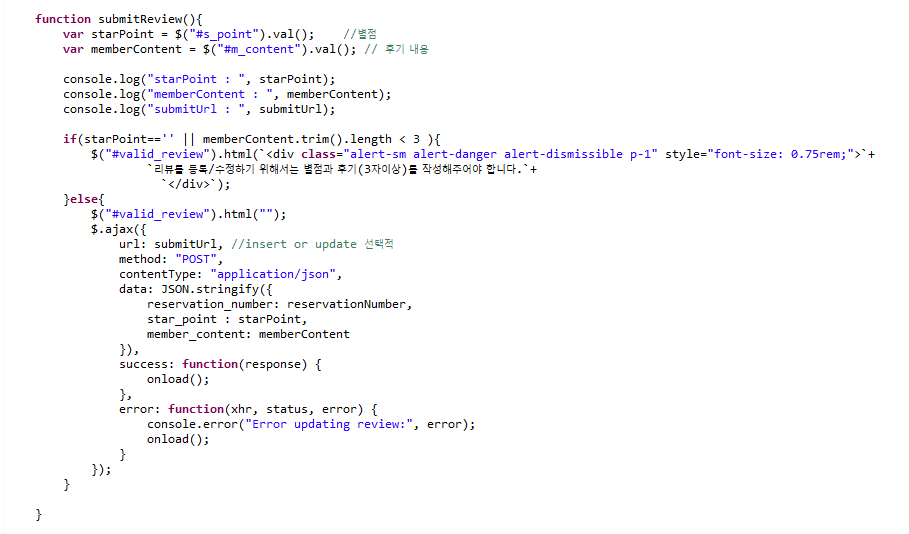 function submitReview(){
var starPoint = $("#s_point").val();    //별점
var memberContent = $("#m_content").val(); // 후기 내용
console.log("starPoint : ", starPoint);
console.log("memberContent : ", memberContent);
console.log("submitUrl : ", submitUrl);
if(starPoint=='' || memberContent.trim().length < 3 ){
$("#valid_review").html(`<div class="alert-sm alert-danger alert-dismissible p-1" style="font-size: 0.75rem;">`+
`리뷰를 등록/수정하기 위해서는 별점과 후기(3자이상)를 작성해주어야 합니다.`+
`</div>`);
}else{
$("#valid_review").html("");
$.ajax({
url: submitUrl, //insert or update 선택적
method: "POST",
contentType: "application/json",
data: JSON.stringify({
reservation_number: reservationNumber,
star_point : starPoint,
member_content: memberContent
}),
success: function(response) {
onload();
},
error: function(xhr, status, error) {
console.error("Error updating review:", error);
onload();
}
});
}
}